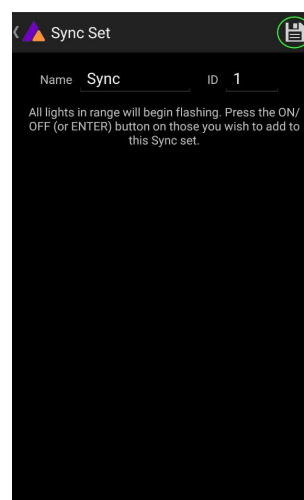 Sync Set
Name Sync ID 1
All lights in range will begin flashing. Press the ON/
OFF (or ENTER) button on those you wish to add to
this Sync set.